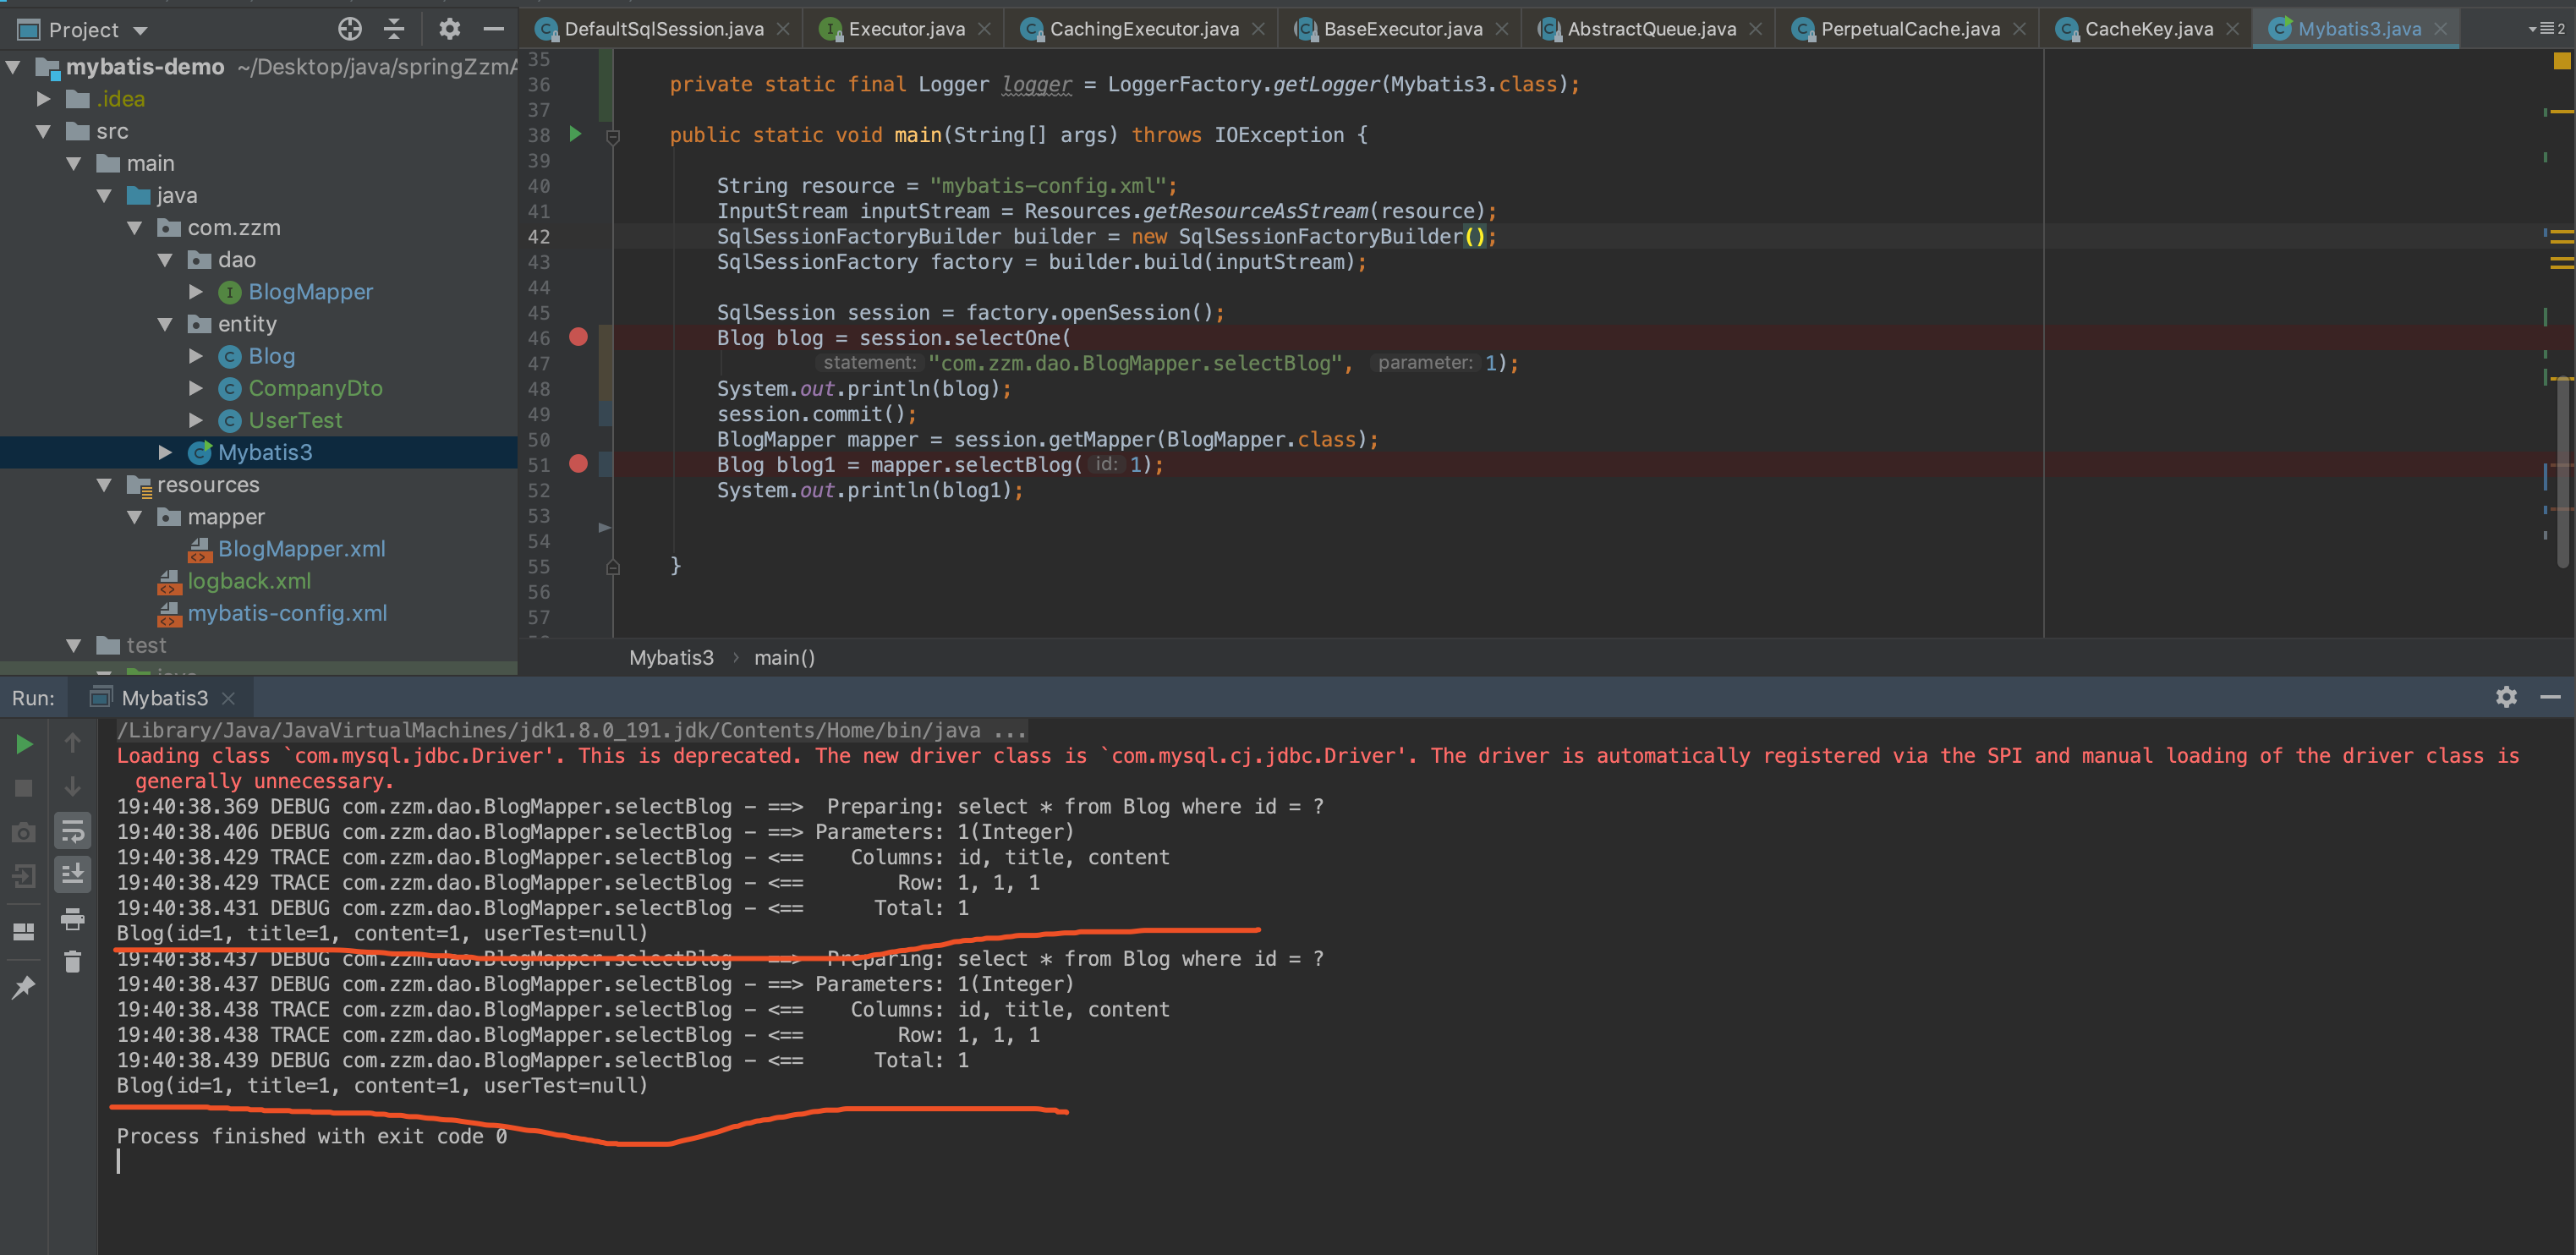 Project
DefaultSqlSession.java
Executor.java
CachingExecutor.java
BaseExecutor.java
AbstractQueue.java
PerpetualCache.java
CacheKey.java
Mybatis3.java
2
mybatis-demo ~/Desktop/java/springZzmA
.idea
src
main
java
com.zzm
dao
BlogMapper
entity
Blog
CompanyDto
UserTest
Mybatis3
resources
mapper
BlogMapper.xml
logback.xml
mybatis-config.xml
test
35
36 private static final Logger logger = LoggerFactory.getLogger(Mybatis3.class);
37
38 public static void main(String[] args) throws IOException {
39
40 String resource = "mybatis-config.xml";
41 InputStream inputStream = Resources.getResourceAsStream(resource);
42 SqlSessionFactoryBuilder builder = new SqlSessionFactoryBuilder();
43 SqlSessionFactory factory = builder.build(inputStream);
44
45 SqlSession session = factory.openSession();
46 Blog blog = session.selectOne(
47 statement: "com.zzm.dao.BlogMapper.selectBlog", parameter: 1);
48 System.out.println(blog);
49 session.commit();
50 BlogMapper mapper = session.getMapper(BlogMapper.class);
51 Blog blog1 = mapper.selectBlog( id: 1);
52 System.out.println(blog1);
53
54
55 }
56
57
Mybatis3 › main()
Run: Mybatis3
/Library/Java/JavaVirtualMachines/jdk1.8.0_191.jdk/Contents/Home/bin/java ...
Loading class `com.mysql.jdbc.Driver'. This is deprecated. The new driver class is `com.mysql.cj.jdbc.Driver'. The driver is automatically registered via the SPI and manual loading of the driver class is
generally unnecessary.
19:40:38.369 DEBUG com.zzm.dao.BlogMapper.selectBlog - ==>  Preparing: select * from Blog where id = ?
19:40:38.406 DEBUG com.zzm.dao.BlogMapper.selectBlog - ==> Parameters: 1(Integer)
19:40:38.429 TRACE com.zzm.dao.BlogMapper.selectBlog - <==    Columns: id, title, content
19:40:38.429 TRACE com.zzm.dao.BlogMapper.selectBlog - <==        Row: 1, 1, 1
19:40:38.431 DEBUG com.zzm.dao.BlogMapper.selectBlog - <==      Total: 1
Blog(id=1, title=1, content=1, userTest=null)
19:40:38.437 DEBUG com.zzm.dao.BlogMapper.selectBlog - ==>  Preparing: select * from Blog where id = ?
19:40:38.437 DEBUG com.zzm.dao.BlogMapper.selectBlog - ==> Parameters: 1(Integer)
19:40:38.438 TRACE com.zzm.dao.BlogMapper.selectBlog - <==    Columns: id, title, content
19:40:38.438 TRACE com.zzm.dao.BlogMapper.selectBlog - <==        Row: 1, 1, 1
19:40:38.439 DEBUG com.zzm.dao.BlogMapper.selectBlog - <==      Total: 1
Blog(id=1, title=1, content=1, userTest=null)
Process finished with exit code 0